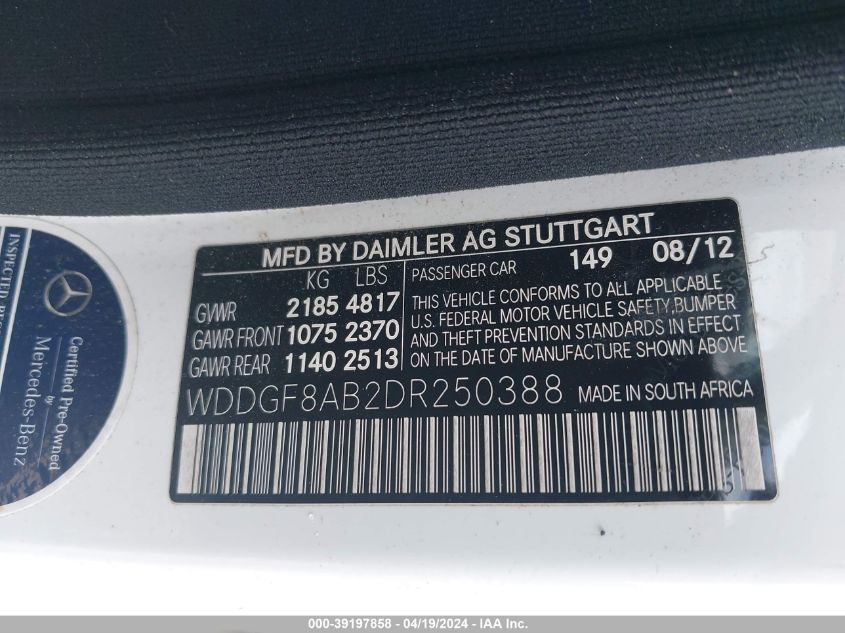 MFD BY DAIMLER AG STUTTGART
KG LBS
GVWR 2185 4817
GAWR FRONT 1075 2370
GAWR REAR 1140 2513
PASSENGER CAR 149 08/12
THIS VEHICLE CONFORMS TO ALL APPLICABLE
U.S. FEDERAL MOTOR VEHICLE SAFETY, BUMPER
AND THEFT PREVENTION STANDARDS IN EFFECT
ON THE DATE OF MANUFACTURE SHOWN ABOVE
WDDGF8AB2DR250388 MADE IN SOUTH AFRICA
INSPECTED
Certified Pre-Owned
by
Mercedes-Benz
000-39197858 - 04/19/2024 - IAA Inc.